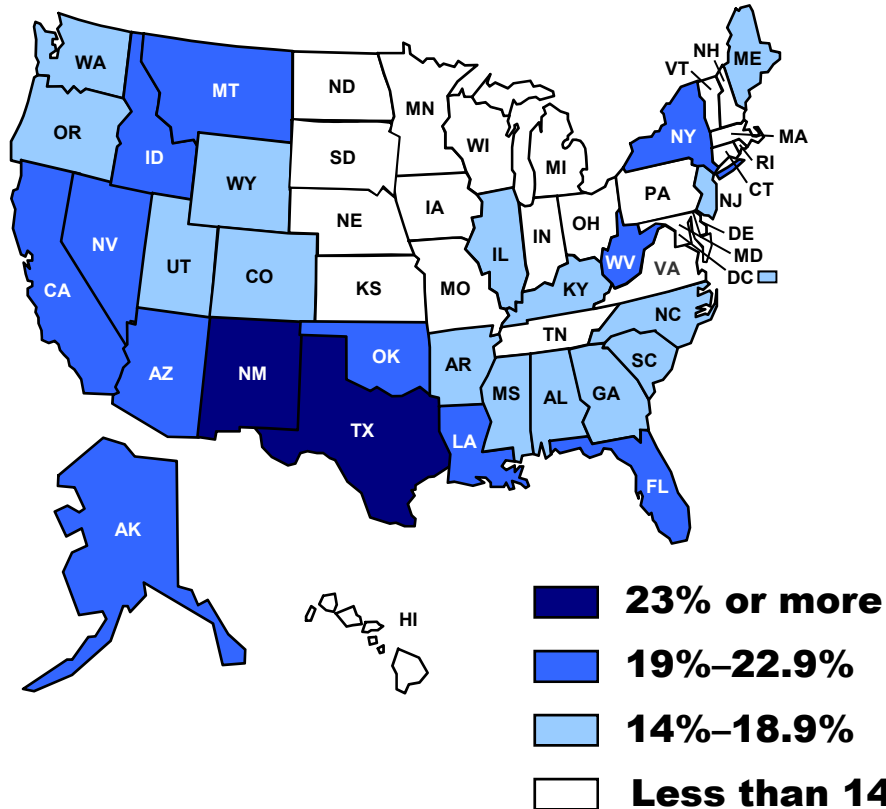 WA
OR
MT
ID
WY
NV
CA
UT
CO
AZ
NM
ND
SD
NE
KS
OK
TX
MN
IA
MO
AR
LA
WI
IL
MI
IN
OH
KY
TN
MS
AL
GA
FL
SC
NC
VA
WV
PA
NY
VT
NH
ME
MA
RI
CT
NJ
DE
MD
DC
AK
HI
23% or more
19%–22.9%
14%–18.9%
Less than 14